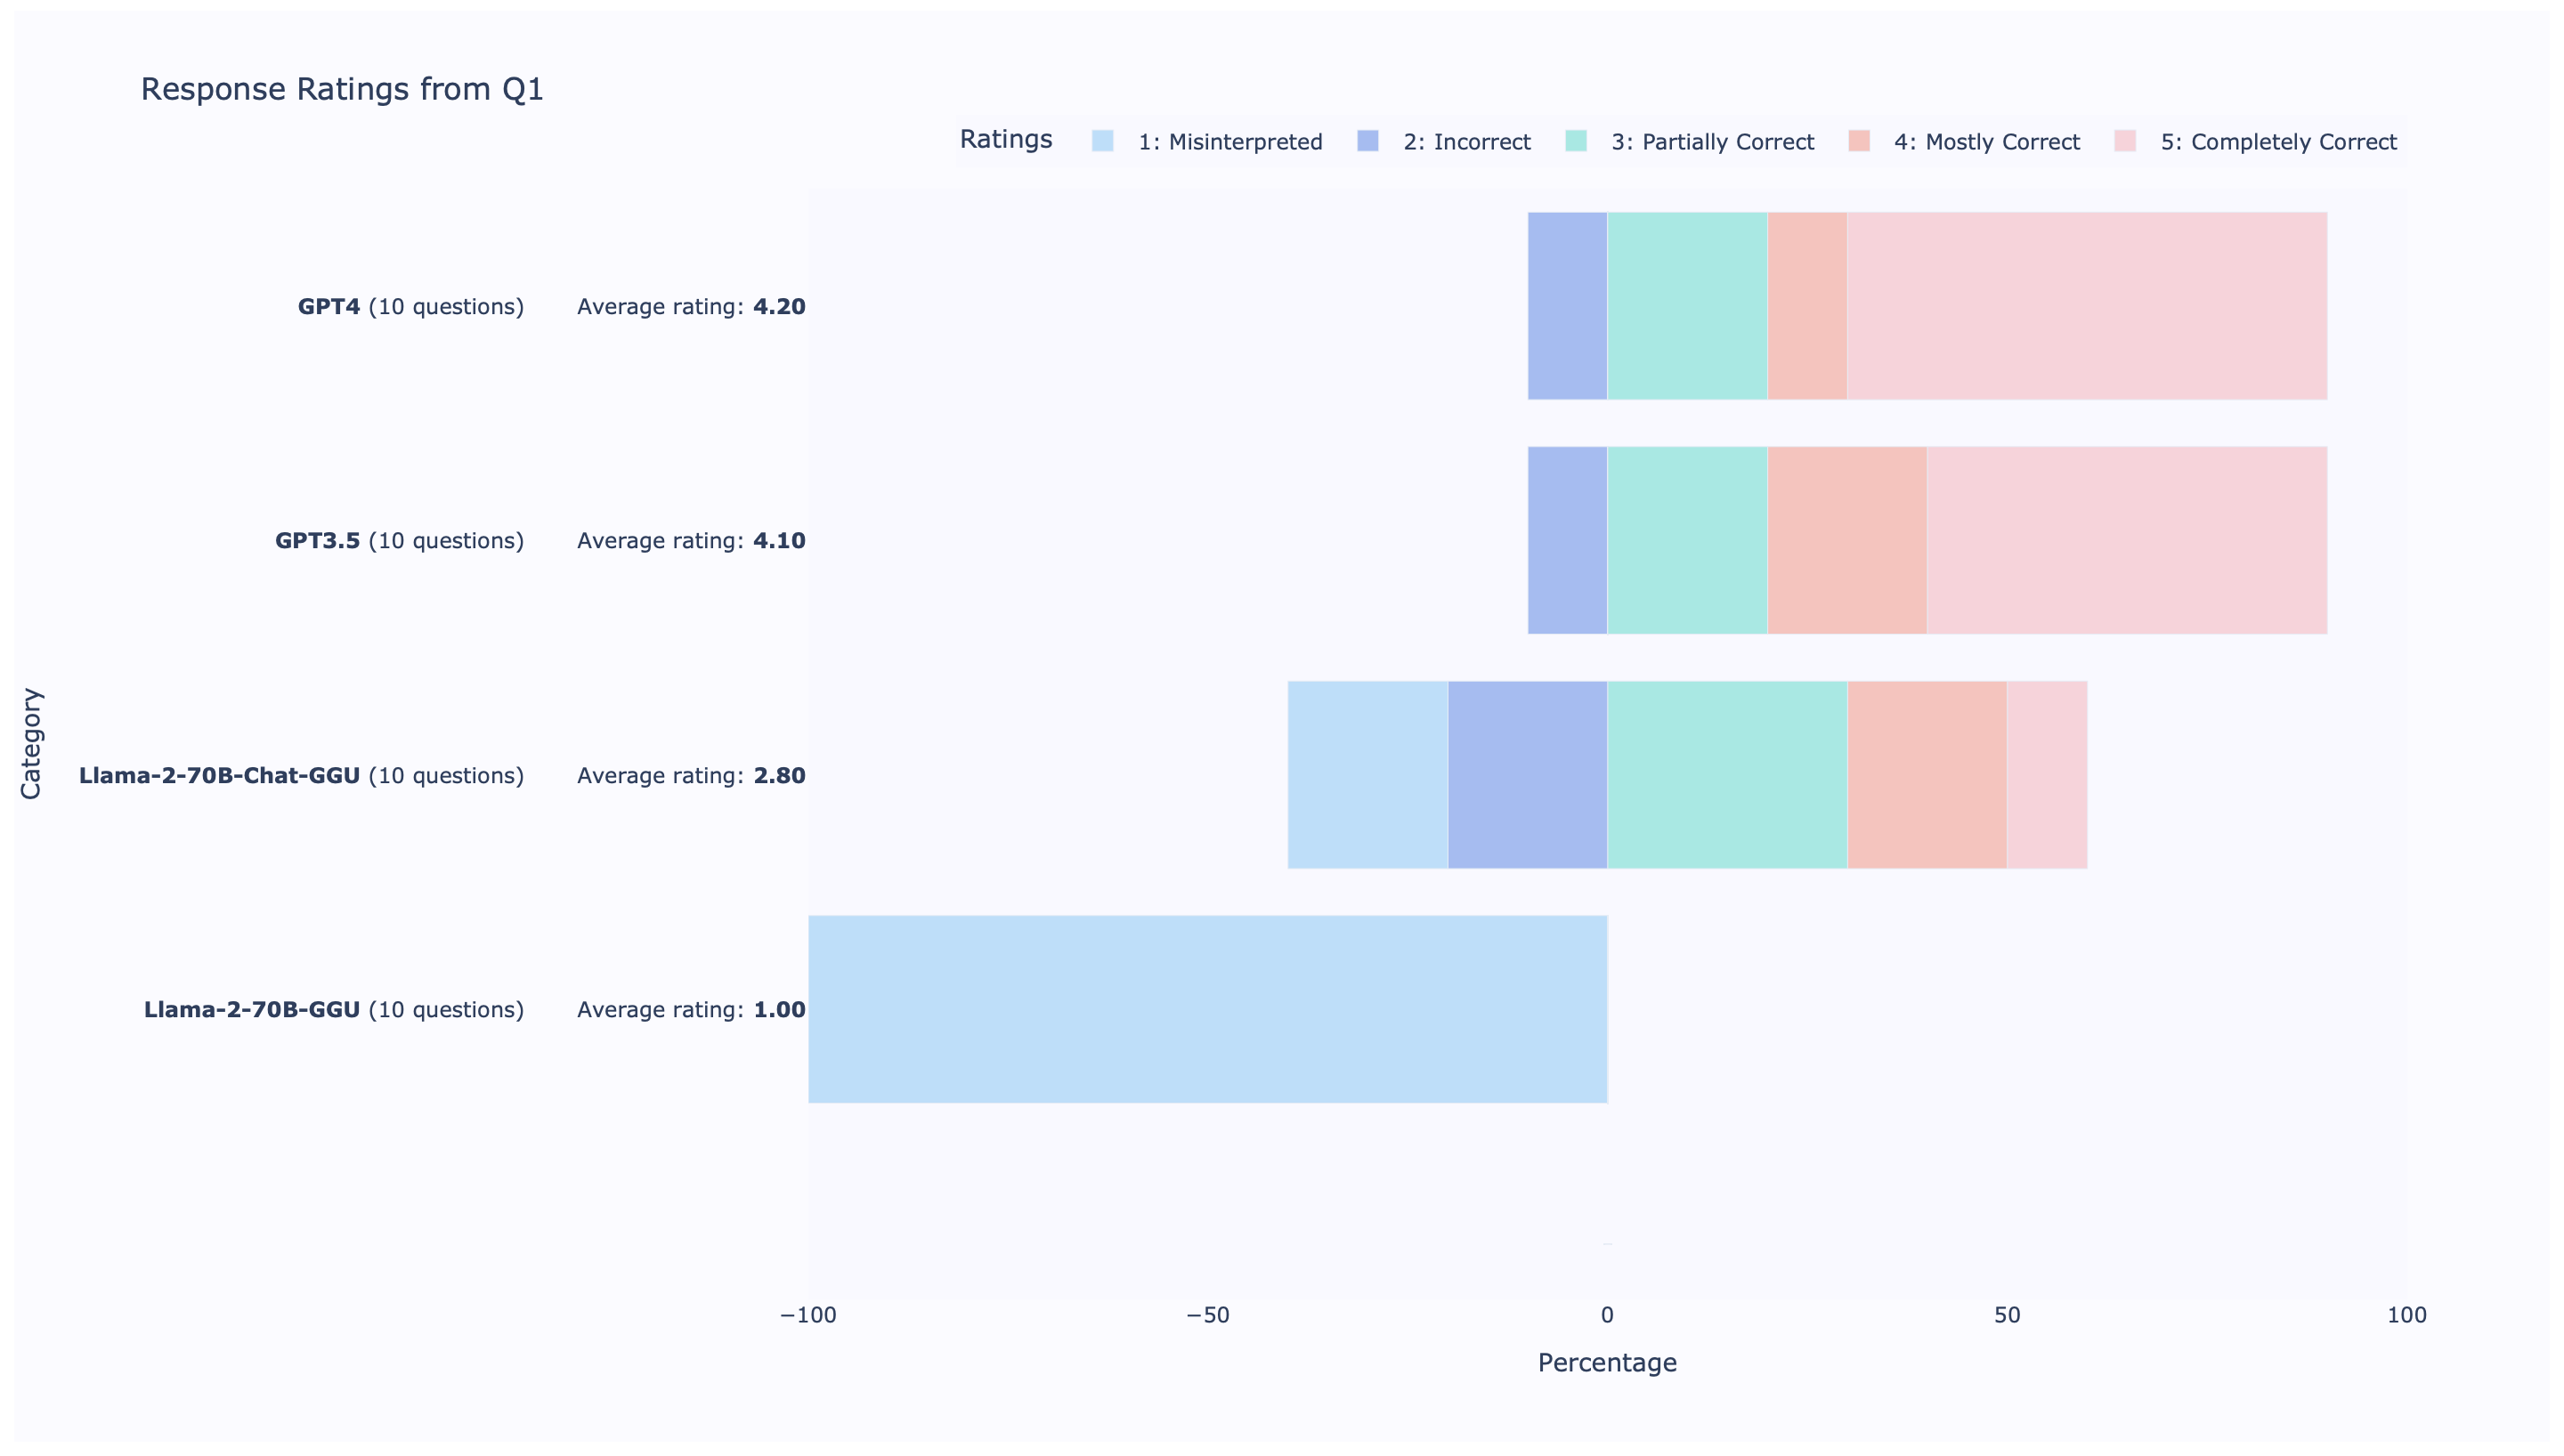 Response Ratings from Q1
Ratings 1: Misinterpreted 2: Incorrect 3: Partially Correct 4: Mostly Correct 5: Completely Correct
GPT4 (10 questions) Average rating: 4.20
GPT3.5 (10 questions) Average rating: 4.10
Category
Llama-2-70B-Chat-GGU (10 questions) Average rating: 2.80
Llama-2-70B-GGU (10 questions) Average rating: 1.00
−100 −50 0 50 100
Percentage